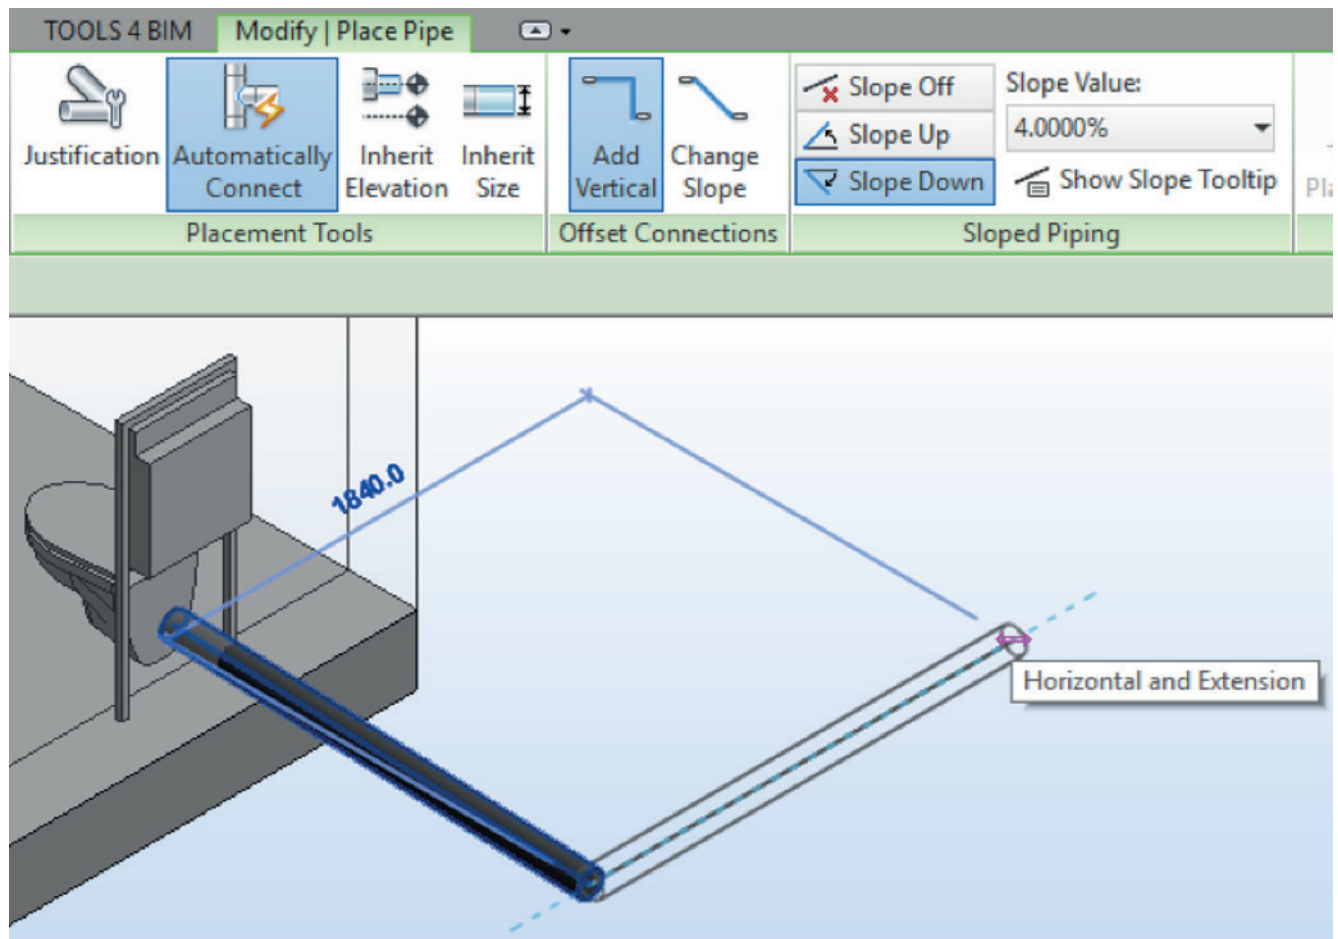 TOOLS 4 BIM
Modify | Place Pipe
Justification
Automatically
Connect
Inherit
Elevation
Inherit
Size
Placement Tools
Add
Vertical
Change
Slope
Offset Connections
Slope Off
Slope Up
Slope Down
Slope Value:
4.0000%
Show Slope Tooltip
Sloped Piping
1840.0
Horizontal and Extension